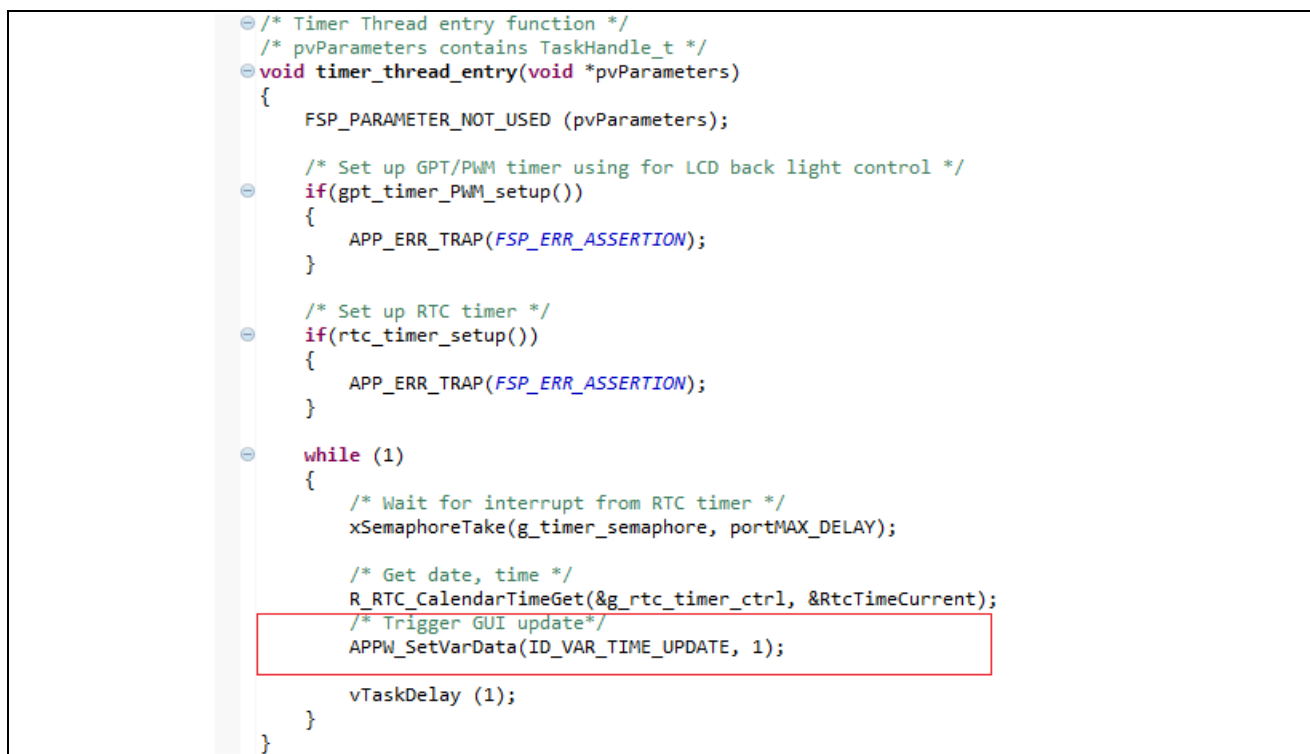 /* Timer Thread entry function */
/* pvParameters contains TaskHandle_t */
void timer_thread_entry(void *pvParameters)
{
    FSP_PARAMETER_NOT_USED (pvParameters);

    /* Set up GPT/PWM timer using for LCD back light control */
    if(gpt_timer_PWM_setup())
    {
        APP_ERR_TRAP(FSP_ERR_ASSERTION);
    }

    /* Set up RTC timer */
    if(rtc_timer_setup())
    {
        APP_ERR_TRAP(FSP_ERR_ASSERTION);
    }

    while (1)
    {
        /* Wait for interrupt from RTC timer */
        xSemaphoreTake(g_timer_semaphore, portMAX_DELAY);

        /* Get date, time */
        R_RTC_CalendarTimeGet(&g_rtc_timer_ctrl, &RtcTimeCurrent);
        /* Trigger GUI update*/
        APPW_SetVarData(ID_VAR_TIME_UPDATE, 1);

        vTaskDelay (1);
    }
}